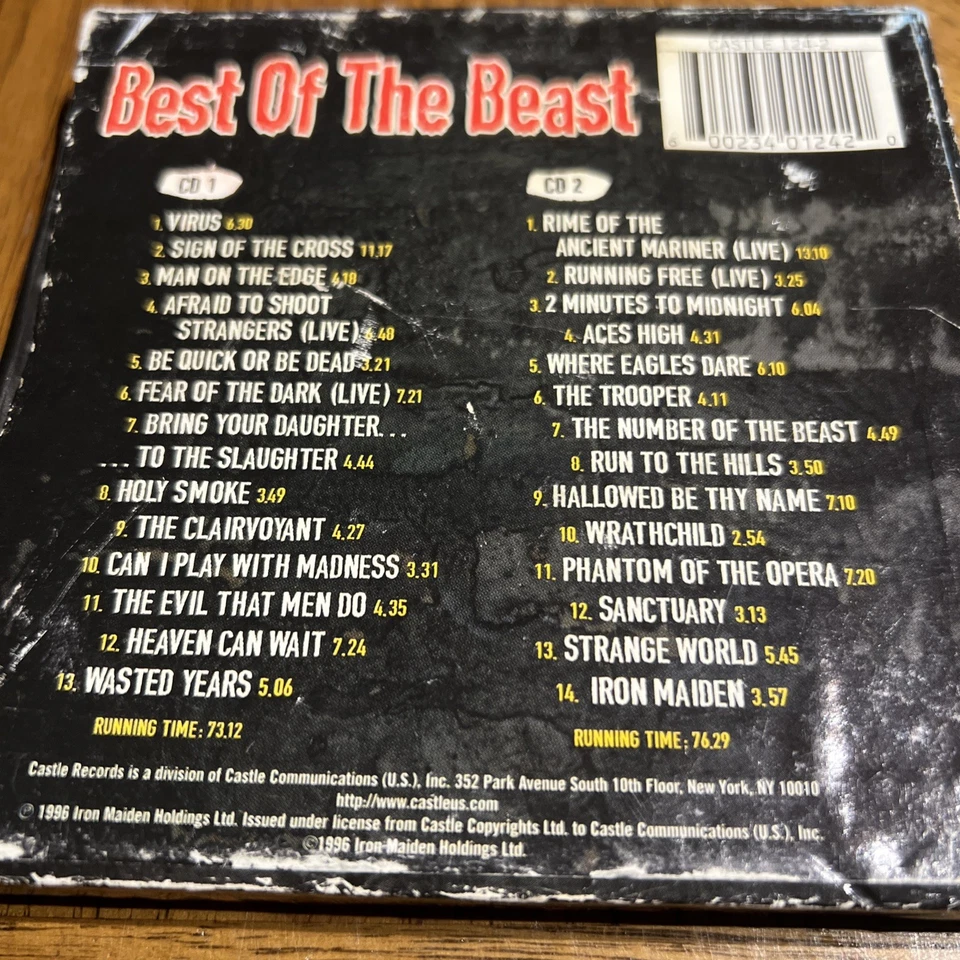 CASTLE 124-2
Best Of The Beast
6 00234 01242 0
CD 1
1. VIRUS 6.30
2. SIGN OF THE CROSS 11.17
3. MAN ON THE EDGE 4.10
4. AFRAID TO SHOOT
STRANGERS (LIVE) 6.48
5. BE QUICK OR BE DEAD 3.21
6. FEAR OF THE DARK (LIVE) 7.21
7. BRING YOUR DAUGHTER...
... TO THE SLAUGHTER 4.44
8. HOLY SMOKE 3.49
9. THE CLAIRVOYANT 4.27
10. CAN I PLAY WITH MADNESS 3.31
11. THE EVIL THAT MEN DO 4.35
12. HEAVEN CAN WAIT 7.24
13. WASTED YEARS 5.06
RUNNING TIME: 73.12
CD 2
1. RIME OF THE
ANCIENT MARINER (LIVE) 13.10
2. RUNNING FREE (LIVE) 3.25
3. 2 MINUTES TO MIDNIGHT 6.04
4. ACES HIGH 4.31
5. WHERE EAGLES DARE 6.10
6. THE TROOPER 4.11
7. THE NUMBER OF THE BEAST 4.49
8. RUN TO THE HILLS 3.50
9. HALLOWED BE THY NAME 7.10
10. WRATHCHILD 2.54
11. PHANTOM OF THE OPERA 7.20
12. SANCTUARY 3.13
13. STRANGE WORLD 5.45
14. IRON MAIDEN 3.57
RUNNING TIME: 76.29
Castle Records is a division of Castle Communications (U.S.), Inc. 352 Park Avenue South 10th Floor, New York, NY 10010
http://www.castleus.com
℗ 1996 Iron Maiden Holdings Ltd. Issued under license from Castle Copyrights Ltd. to Castle Communications (U.S.), Inc.
©1996 Iron Maiden Holdings Ltd.